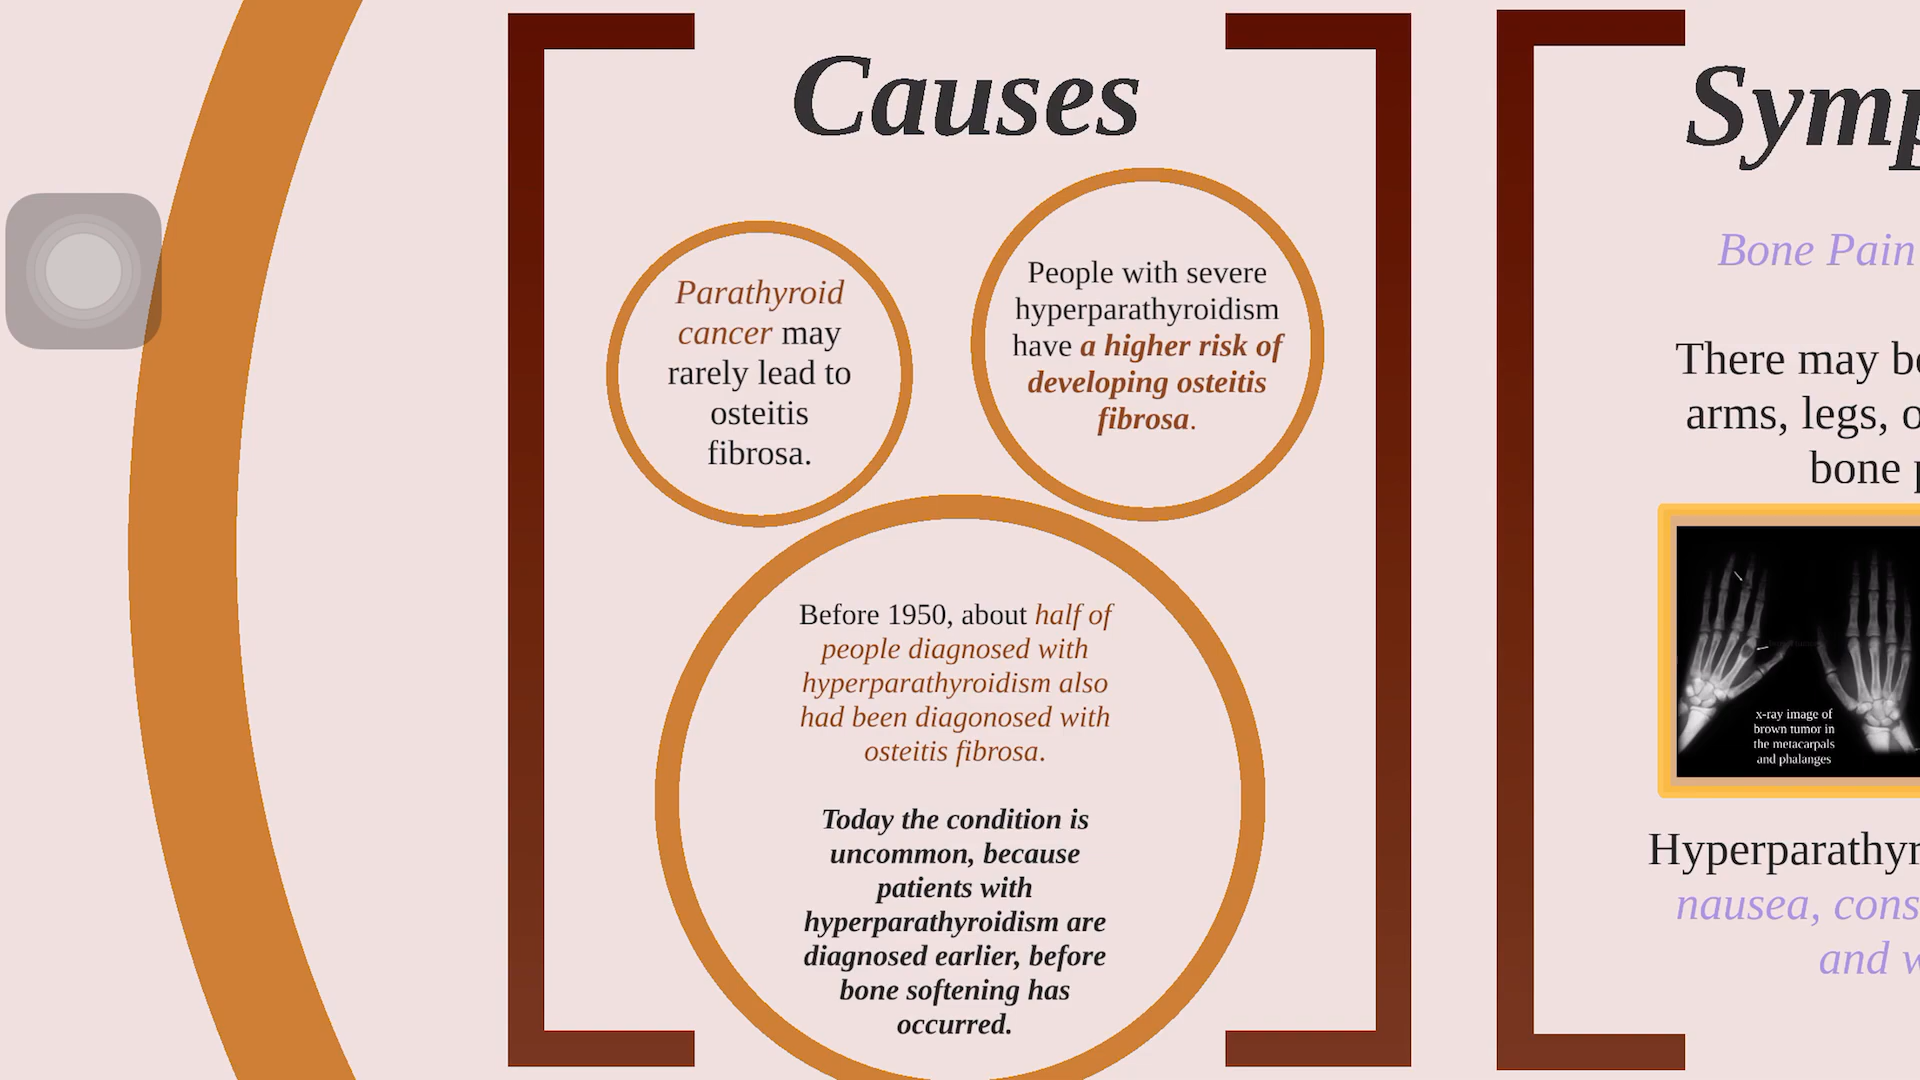 Causes
Parathyroid
cancer may
rarely lead to
osteitis
fibrosa.
People with severe
hyperparathyroidism
have a higher risk of
developing osteitis
fibrosa.
Before 1950, about half of
people diagnosed with
hyperparathyroidism also
had been diagonosed with
osteitis fibrosa.
Today the condition is
uncommon, because
patients with
hyperparathyroidism are
diagnosed earlier, before
bone softening has
occurred.
Symp
Bone Pain
There may be
arms, legs, o
bone p
x-ray image of
brown tumor in
the metacarpals
and phalanges
Hyperparathyr
nausea, cons
and w